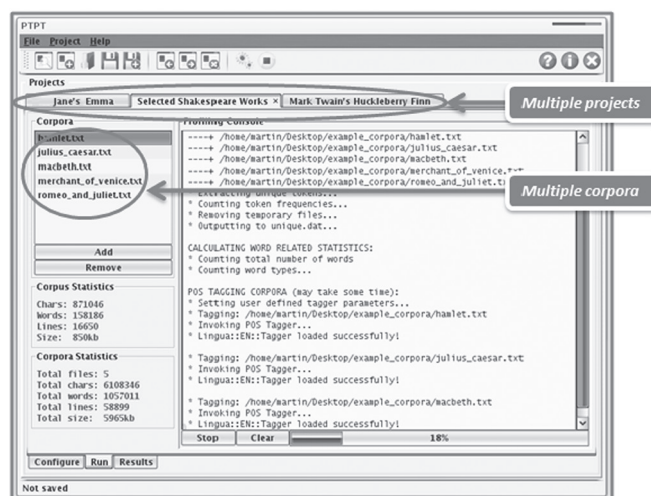 PTPT
File Project Help
Projects
Jane's Emma
Selected Shakespeare Works ×
Mark Twain's Huckleberry Finn
Multiple projects
Corpora
hamlet.txt
julius_caesar.txt
macbeth.txt
merchant_of_venice.txt
romeo_and_juliet.txt
Multiple corpora
Add
Remove
Corpus Statistics
Chars: 871046
Words: 158186
Lines: 16650
Size: 850kb
Corpora Statistics
Total files: 5
Total chars: 6108346
Total words: 1057011
Total lines: 58899
Total size: 5965kb
Profiling Console
----+ /home/martin/Desktop/example_corpora/hamlet.txt
----+ /home/martin/Desktop/example_corpora/julius_caesar.txt
----+ /home/martin/Desktop/example_corpora/macbeth.txt
----+ /home/martin/Desktop/example_corpora/merchant_of_venice.txt
----+ /home/martin/Desktop/example_corpora/romeo_and_juliet.t
* Extracting unique tokens...
* Counting token frequencies...
* Removing temporary files...
* Outputting to unique.dat...
CALCULATING WORD RELATED STATISTICS:
* Counting total number of words
* Counting word types...
POS TAGGING CORPORA (may take some time):
* Setting user defined tagger parameters...
* Tagging: /home/martin/Desktop/example_corpora/hamlet.txt
* Invoking POS Tagger...
* Lingua::EN::Tagger loaded successfully!
* Tagging: /home/martin/Desktop/example_corpora/julius_caesar.txt
* Invoking POS Tagger...
* Lingua::EN::Tagger loaded successfully!
* Tagging: /home/martin/Desktop/example_corpora/macbeth.txt
* Invoking POS Tagger...
* Lingua::EN::Tagger loaded successfully!
Stop Clear 18%
Configure Run Results
Not saved